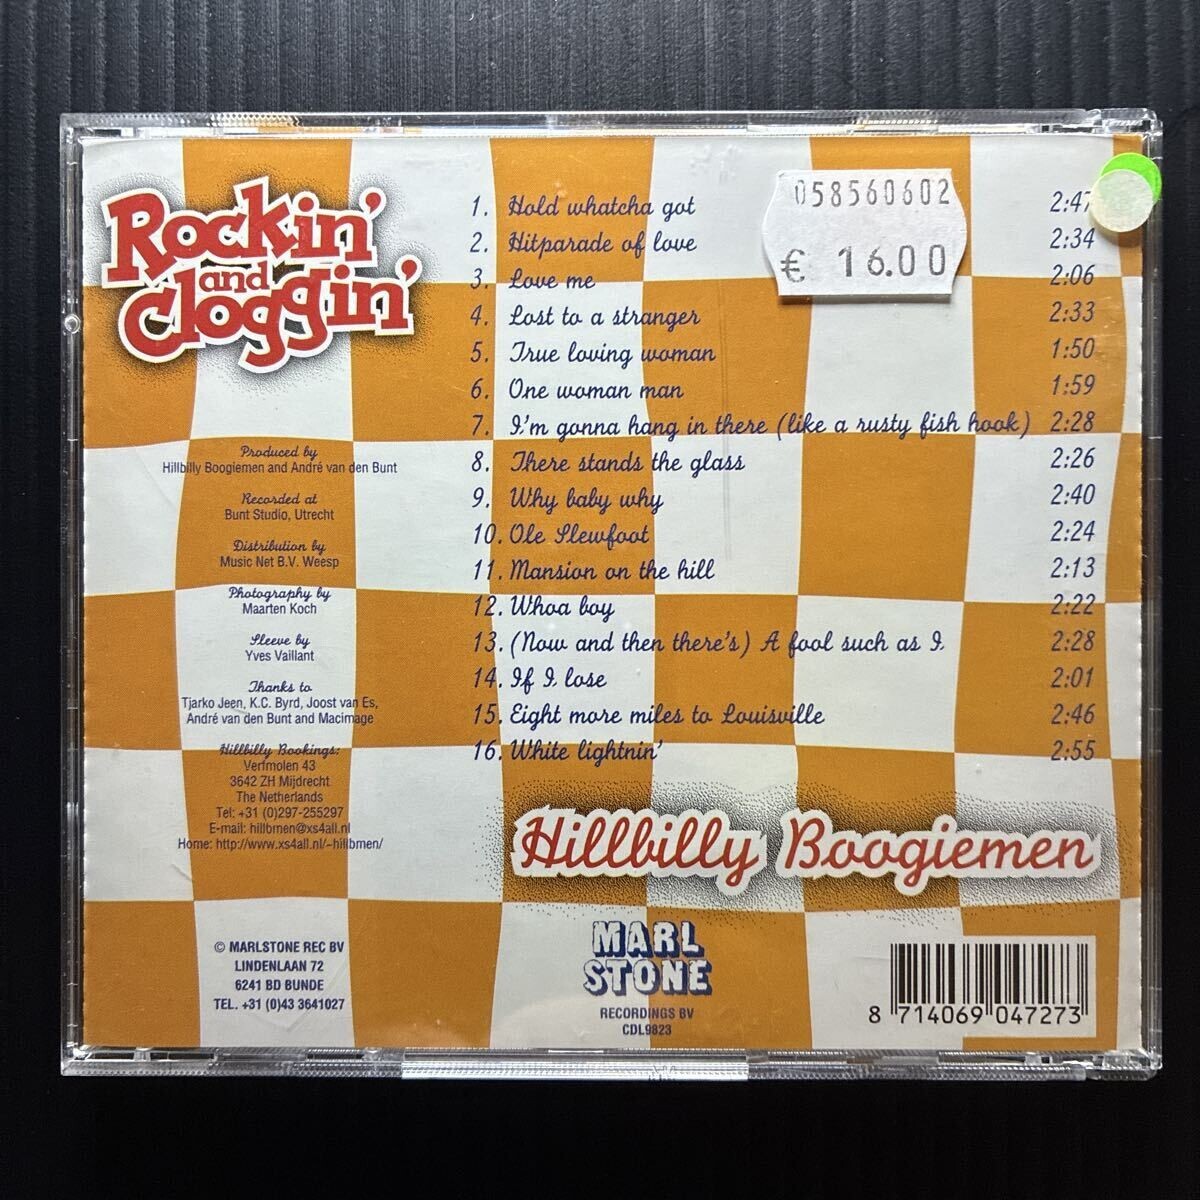 Rockin'
and
Cloggin'
Produced by
Hillbilly Boogiemen and André van den Bunt
Recorded at
Bunt Studio, Utrecht
Distribution by
Music Net B.V. Weesp
Photography by
Maarten Koch
Sleeve by
Yves Vaillant
Thanks to
Tjarko Jeen, K.C. Byrd, Joost van Es,
André van den Bunt and Macimage
Hillbilly Bookings:
Verfmolen 43
3642 ZH Mijdrecht
The Netherlands
Tel: +31 (0)297-255297
E-mail: hillbmen@xs4all.nl
Home: http://www.xs4all.nl/~hillbmen/
© MARLSTONE REC BV
LINDENLAAN 72
6241 BD BUNDE
TEL. +31 (0)43 3641027
1. Hold whatcha got 2:47
2. Hitparade of love 2:34
3. Love me 2:06
4. Lost to a stranger 2:33
5. True loving woman 1:50
6. One woman man 1:59
7. I'm gonna hang in there (like a rusty fish hook) 2:28
8. There stands the glass 2:26
9. Why baby why 2:40
10. Ole Slewfoot 2:24
11. Mansion on the hill 2:13
12. Whoa boy 2:22
13. (Now and then there's) A fool such as I 2:28
14. If I lose 2:01
15. Eight more miles to Louisville 2:46
16. White lightnin' 2:55
058560602
€ 16.00
Hillbilly Boogiemen
MARL
STONE
RECORDINGS BV
CDL9823
8 714069 047273